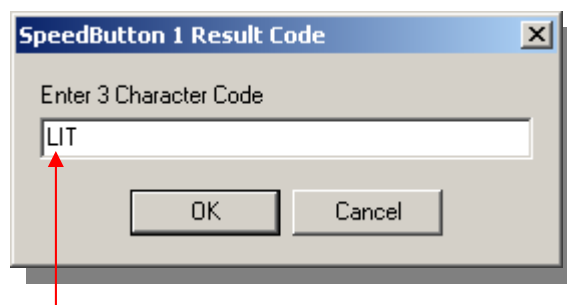 SpeedButton 1 Result Code
Enter 3 Character Code
LIT
OK Cancel